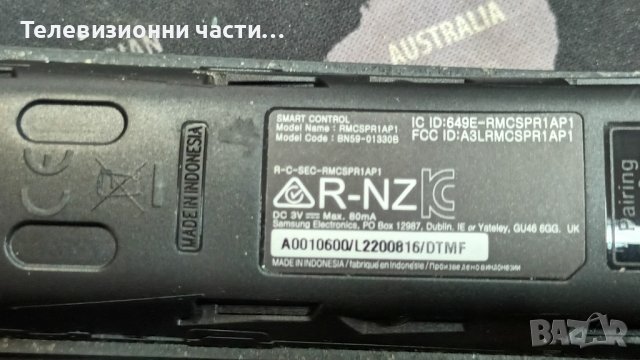 Телевизионни части...
AUSTRALIA
MADE IN INDONESIA
SMART CONTROL
Model Name : RMCSPR1AP1
Model Code : BN59-01330B
IC ID:649E-RMCSPR1AP1
FCC ID:A3LRMCSPR1AP1
R-C-SEC-RMCSPR1AP1
R-NZ
DC 3V Max. 80mA
Samsung Electronics, PO Box 12987, Dublin. IE or Yateley, GU46 6GG. UK
A0010600/L2200816/DTMF
MADE IN INDONESIA / fabriqué en Indonésie / Произведено в Индонезии
Pairing
BAZAR